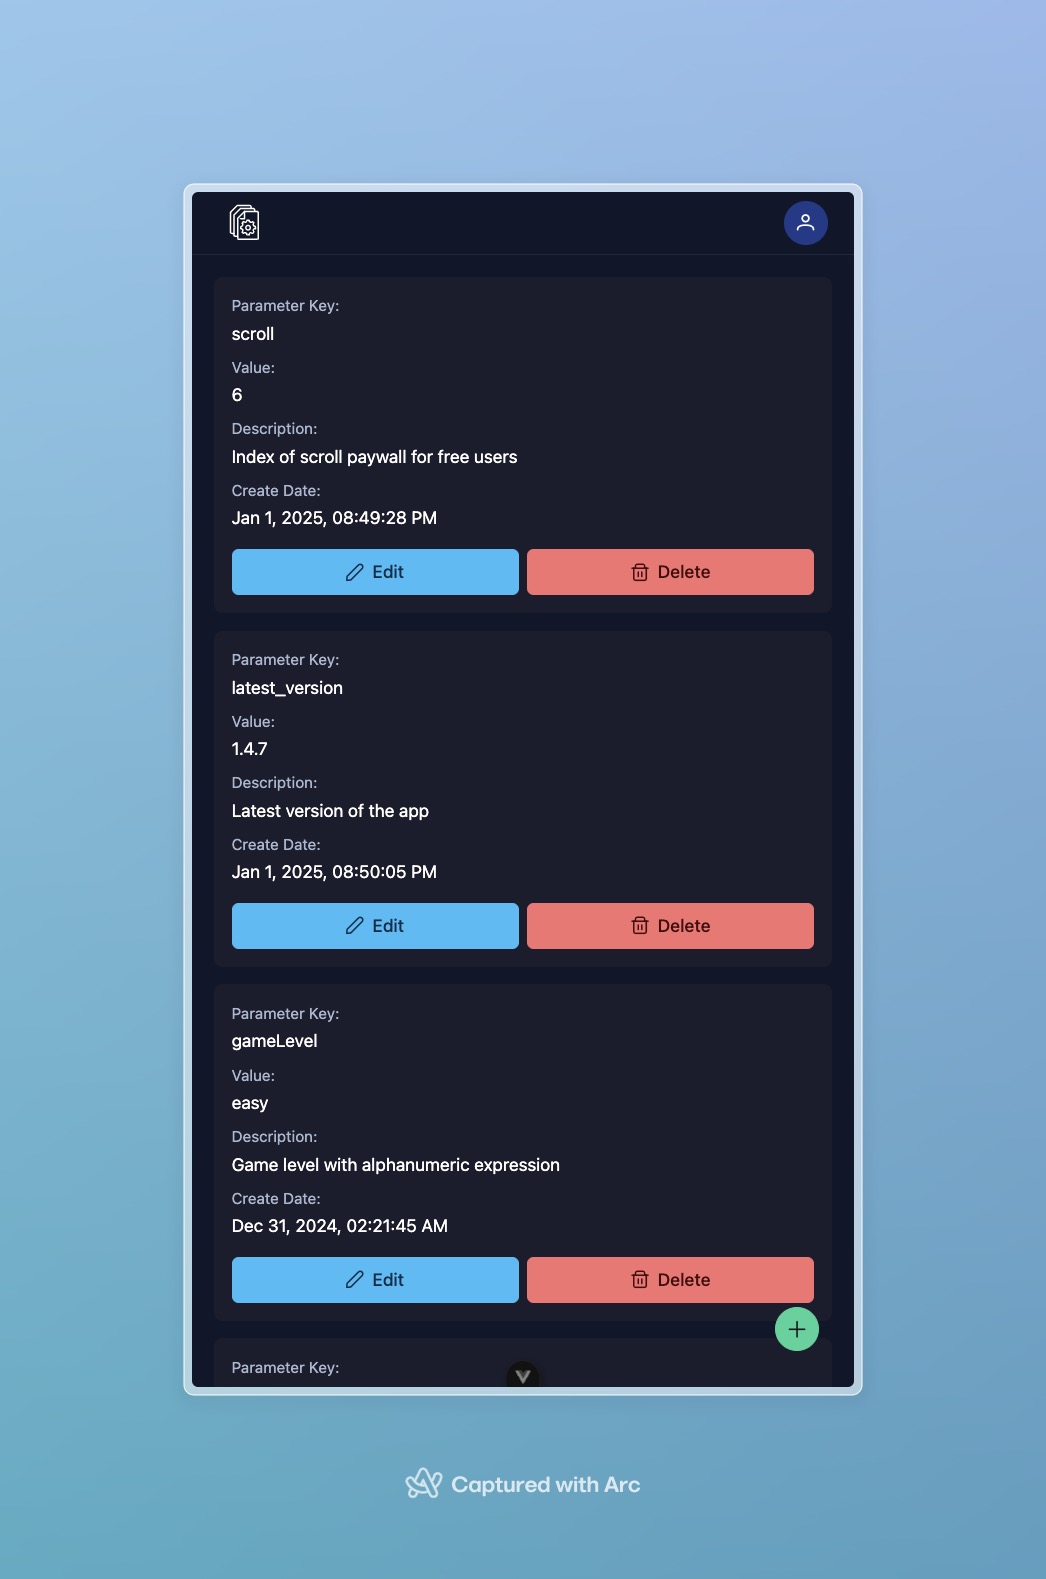 Parameter Key:
scroll
Value:
6
Description:
Index of scroll paywall for free users
Create Date:
Jan 1, 2025, 08:49:28 PM
Edit
Delete
Parameter Key:
latest_version
Value:
1.4.7
Description:
Latest version of the app
Create Date:
Jan 1, 2025, 08:50:05 PM
Edit
Delete
Parameter Key:
gameLevel
Value:
easy
Description:
Game level with alphanumeric expression
Create Date:
Dec 31, 2024, 02:21:45 AM
Edit
Delete
Parameter Key:
Captured with Arc